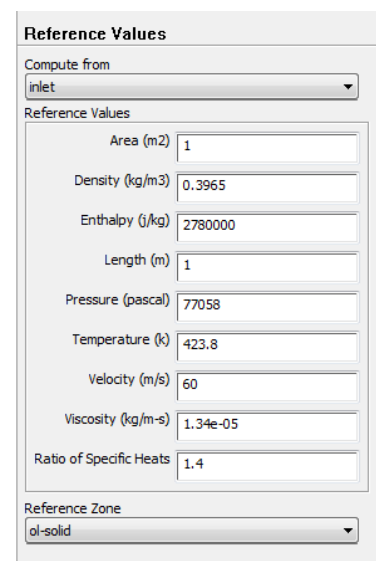 Reference Values
Compute from
inlet
Reference Values
Area (m2) 1
Density (kg/m3) 0.3965
Enthalpy (j/kg) 2780000
Length (m) 1
Pressure (pascal) 77058
Temperature (k) 423.8
Velocity (m/s) 60
Viscosity (kg/m-s) 1.34e-05
Ratio of Specific Heats 1.4
Reference Zone
ol-solid